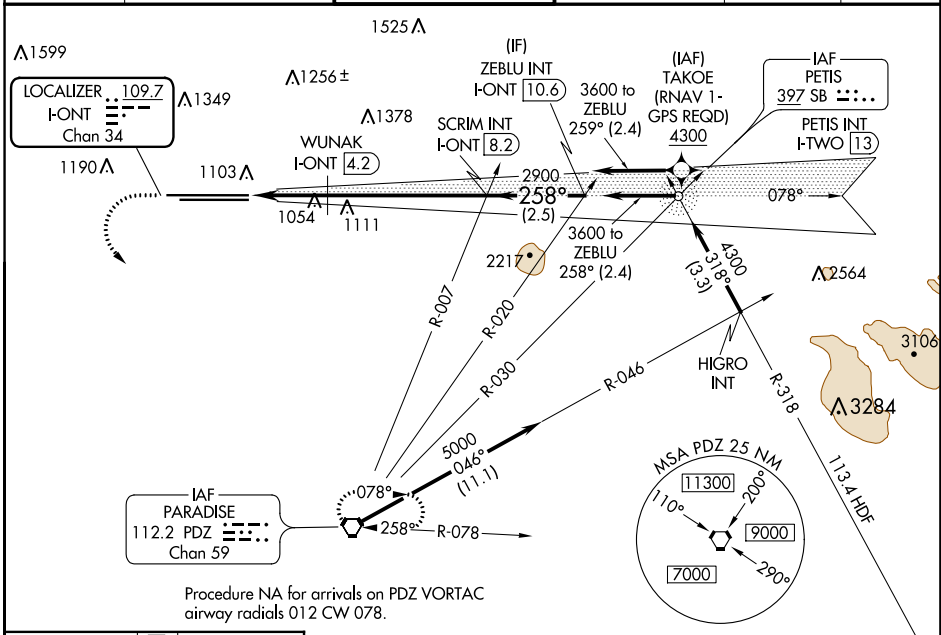 1525
1599
1256 ±
1349
1378
1190
1103
LOCALIZER 109.7
I-ONT
Chan 34
WUNAK
I-ONT 4.2
SCRIM INT
I-ONT 8.2
(IF)
ZEBLU INT
I-ONT 10.6
3600 to
ZEBLU
259° (2.4)
(IAF)
TAKOE
(RNAV 1-
GPS REQD)
4300
IAF
PETIS
397 SB
PETIS INT
I-TWO 13
2900
258°
(2.5)
078°
1054
1111
3600 to
ZEBLU
258° (2.4)
2217
4300
318°
(3.3)
2564
3106
3284
HIGRO
INT
R-007
R-020
R-030
R-046
R-318
113.4 HDF
5000
046°
(11.1)
078°
258°
R-078
IAF
PARADISE
112.2 PDZ
Chan 59
MSA PDZ 25 NM
11300
110°
200°
9000
7000
290°
Procedure NA for arrivals on PDZ VORTAC
airway radials 012 CW 078.